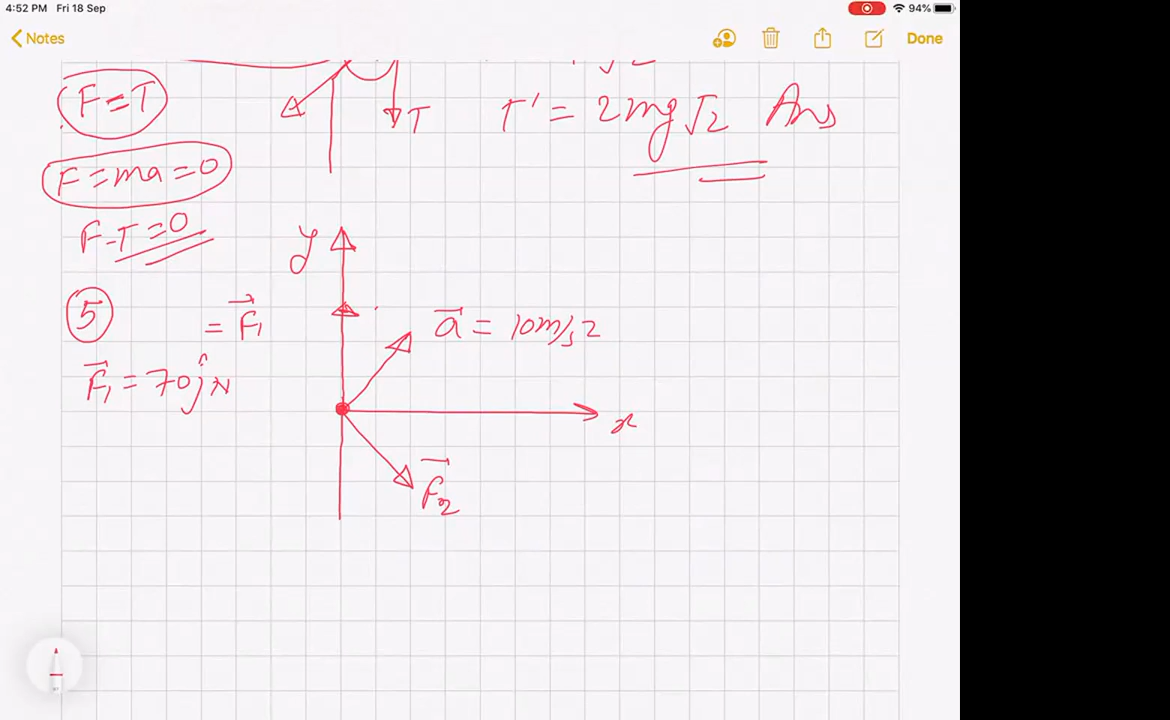 4:52 PM Fri 18 Sep
94%
Notes
Done
F = T
T
T' = 2mg√2 Ans
F = ma = 0
F - T = 0
y
5
= F⃗₁
a⃗ = 10m/s2
F⃗₁ = 70ĵN
x
F⃗₂